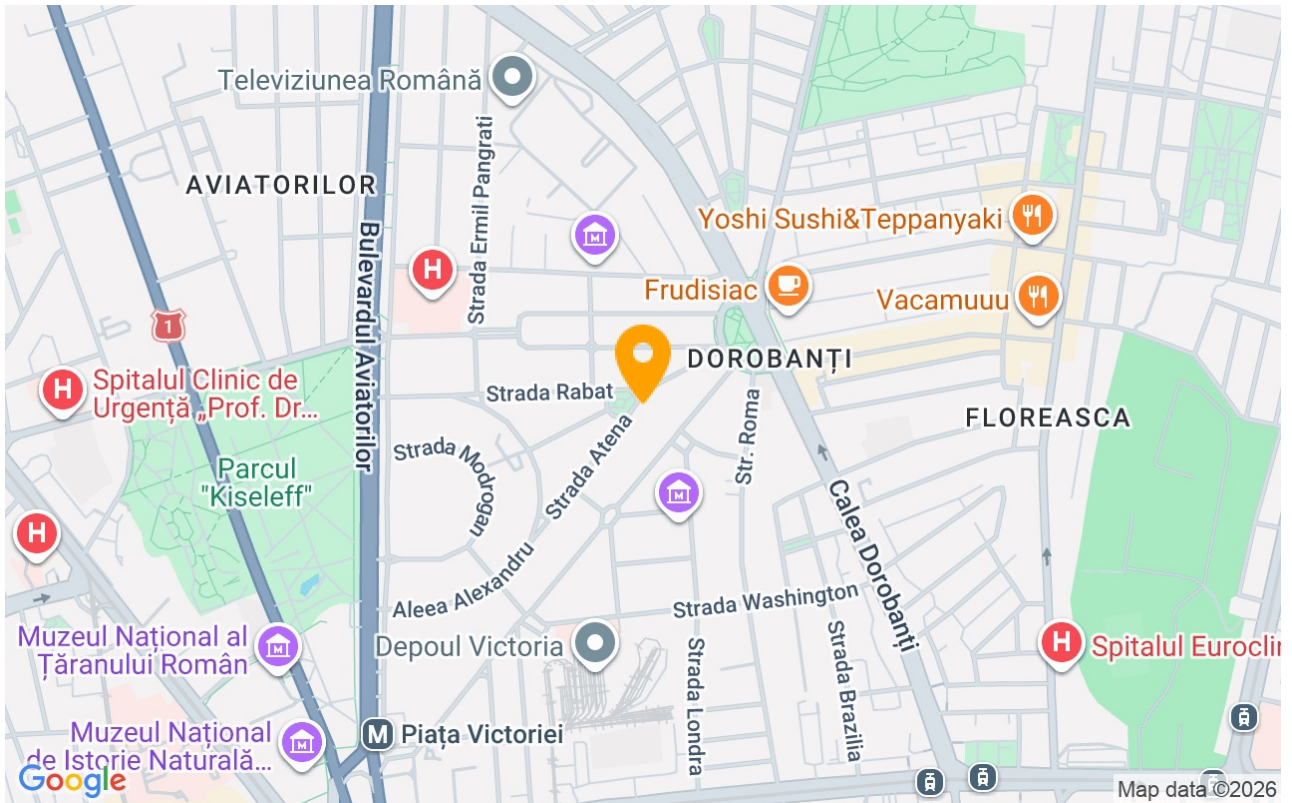 Televiziunea Română
Strada Ermil Pangrati
AVIATORILOR
Bulevardul Aviatorilor
Yoshi Sushi&Teppanyaki
H
Frudisiac
Vacamuuu
1
DOROBANȚI
H
Spitalul Clinic de
Urgență „Prof. Dr...
Strada Rabat
FLOREASCA
Strada Atena
Str. Roma
Strada Modrogan
Parcul
"Kiseleff"
M
M
H
Calea Dorobanți
Aleea Alexandru
Strada Washington
Muzeul Național al
Țăranului Român
M
Depoul Victoria
Strada Londra
Strada Brazilia
H
Spitalul Euroclin
Muzeul Național
de Istorie Naturală...
M
M
Piața Victoriei
Google
Map data ©2026